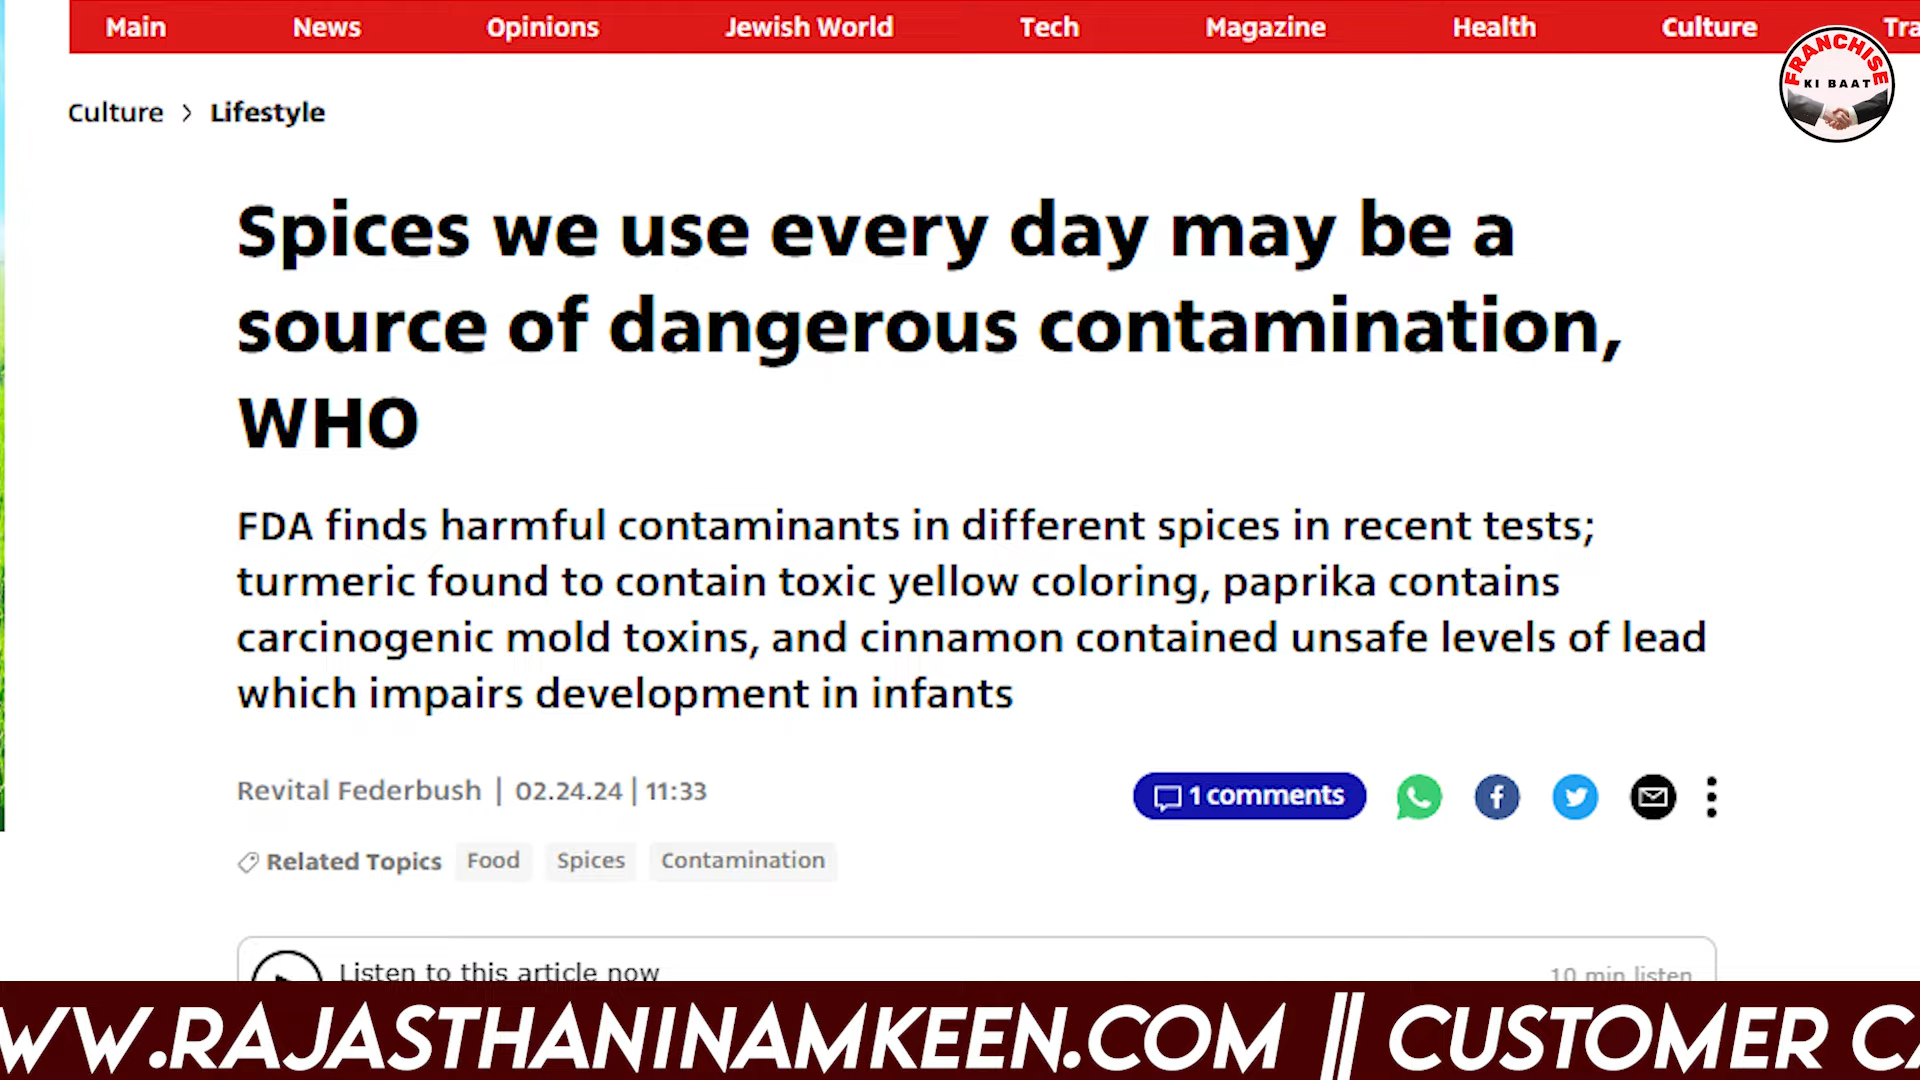 Main News Opinions Jewish World Tech Magazine Health Culture Tra
FRANCHISE
KI BAAT
Culture > Lifestyle
Spices we use every day may be a
source of dangerous contamination,
WHO
FDA finds harmful contaminants in different spices in recent tests;
turmeric found to contain toxic yellow coloring, paprika contains
carcinogenic mold toxins, and cinnamon contained unsafe levels of lead
which impairs development in infants
Revital Federbush | 02.24.24 | 11:33
1 comments
Related Topics Food Spices Contamination
Listen to this article now 10 min listen
WW.RAJASTHANINAMKEEN.COM || CUSTOMER CA